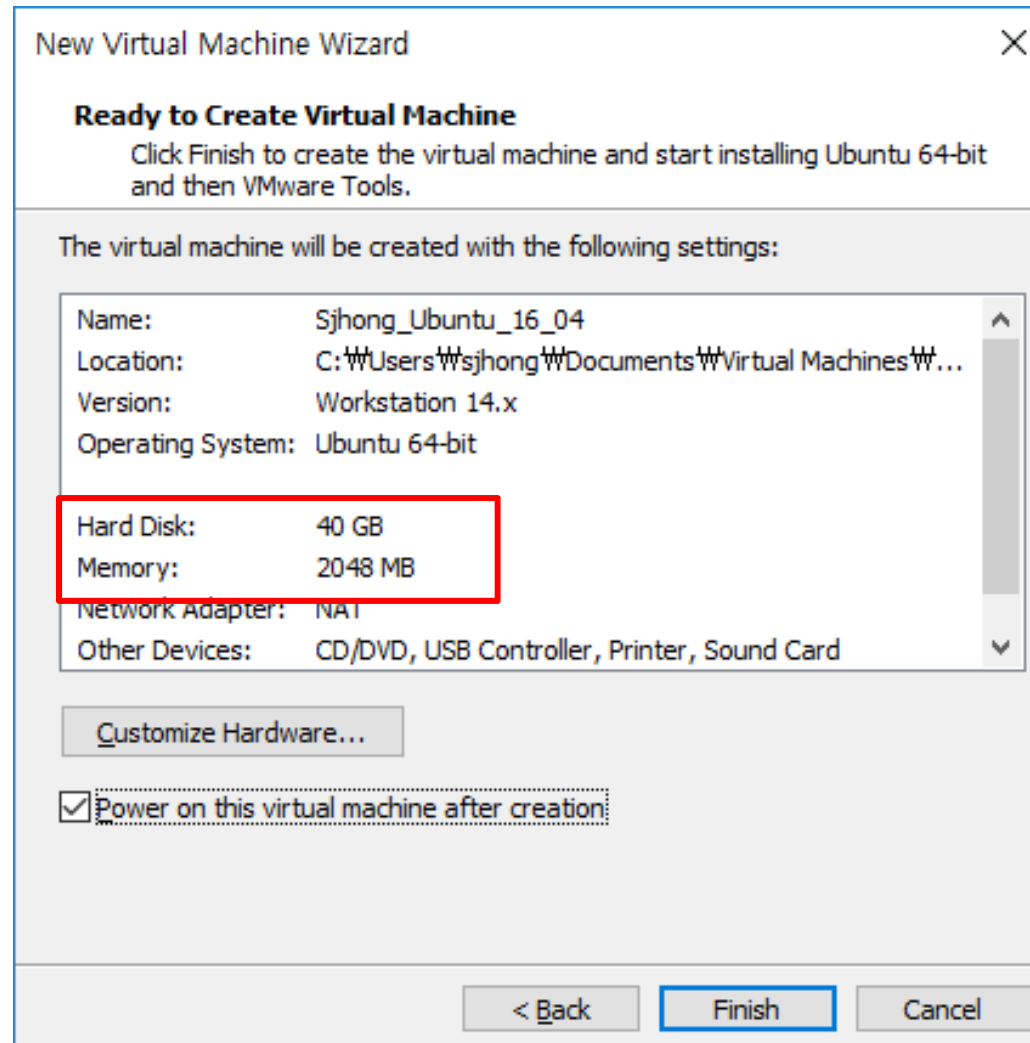 New Virtual Machine Wizard
Ready to Create Virtual Machine
Click Finish to create the virtual machine and start installing Ubuntu 64-bit
and then VMware Tools.
The virtual machine will be created with the following settings:
Name: Sjhong_Ubuntu_16_04
Location: C:₩Users₩sjhong₩Documents₩Virtual Machines₩...
Version: Workstation 14.x
Operating System: Ubuntu 64-bit
Hard Disk: 40 GB
Memory: 2048 MB
Network Adapter: NAT
Other Devices: CD/DVD, USB Controller, Printer, Sound Card
Customize Hardware...
Power on this virtual machine after creation
< Back Finish Cancel